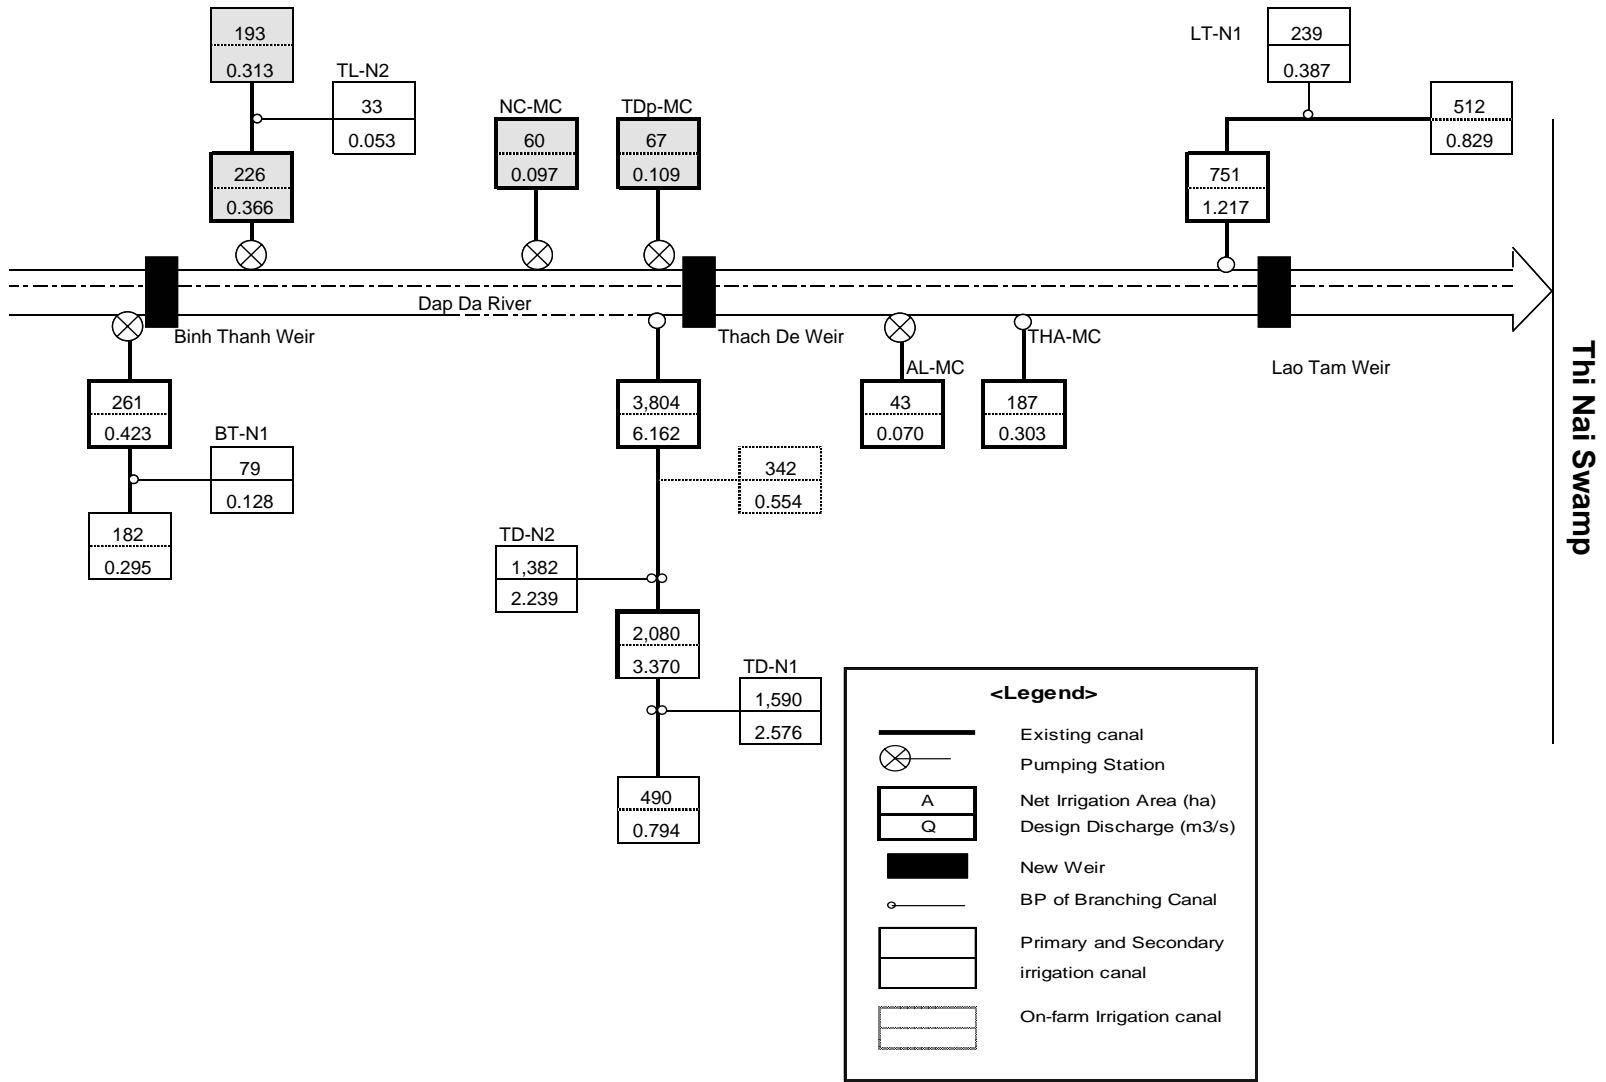 193
0.313
TL-N2
33
0.053
226
0.366
NC-MC
60
0.097
TDp-MC
67
0.109
LT-N1
239
0.387
512
0.829
751
1.217
Dap Da River
Binh Thanh Weir
Thach De Weir
Lao Tam Weir
Thi Nai Swamp
261
0.423
BT-N1
79
0.128
182
0.295
3,804
6.162
342
0.554
TD-N2
1,382
2.239
2,080
3.370
TD-N1
1,590
2.576
490
0.794
AL-MC
43
0.070
THA-MC
187
0.303
<Legend>
Existing canal
Pumping Station
A
Net Irrigation Area (ha)
Q
Design Discharge (m3/s)
New Weir
BP of Branching Canal
Primary and Secondary
irrigation canal
On-farm Irrigation canal